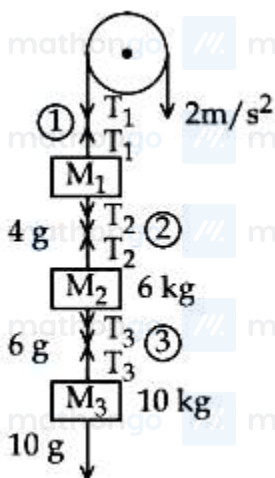 ① T₁ 2m/s²
T₁
M₁
4 g T₂ ②
T₂
M₂ 6 kg
6 g T₃ ③
T₃
M₃ 10 kg
10 g
mathongo